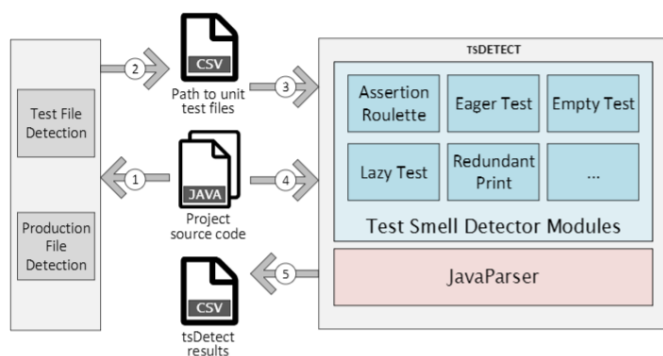 TSDETECT
2
CSV
3
Path to unit
test files
Test File
Detection
Assertion
Roulette
Eager Test
Empty Test
1
JAVA
4
Project
source code
Lazy Test
Redundant
Print
...
Test Smell Detector Modules
Production
File
Detection
5
CSV
tsDetect
results
JavaParser